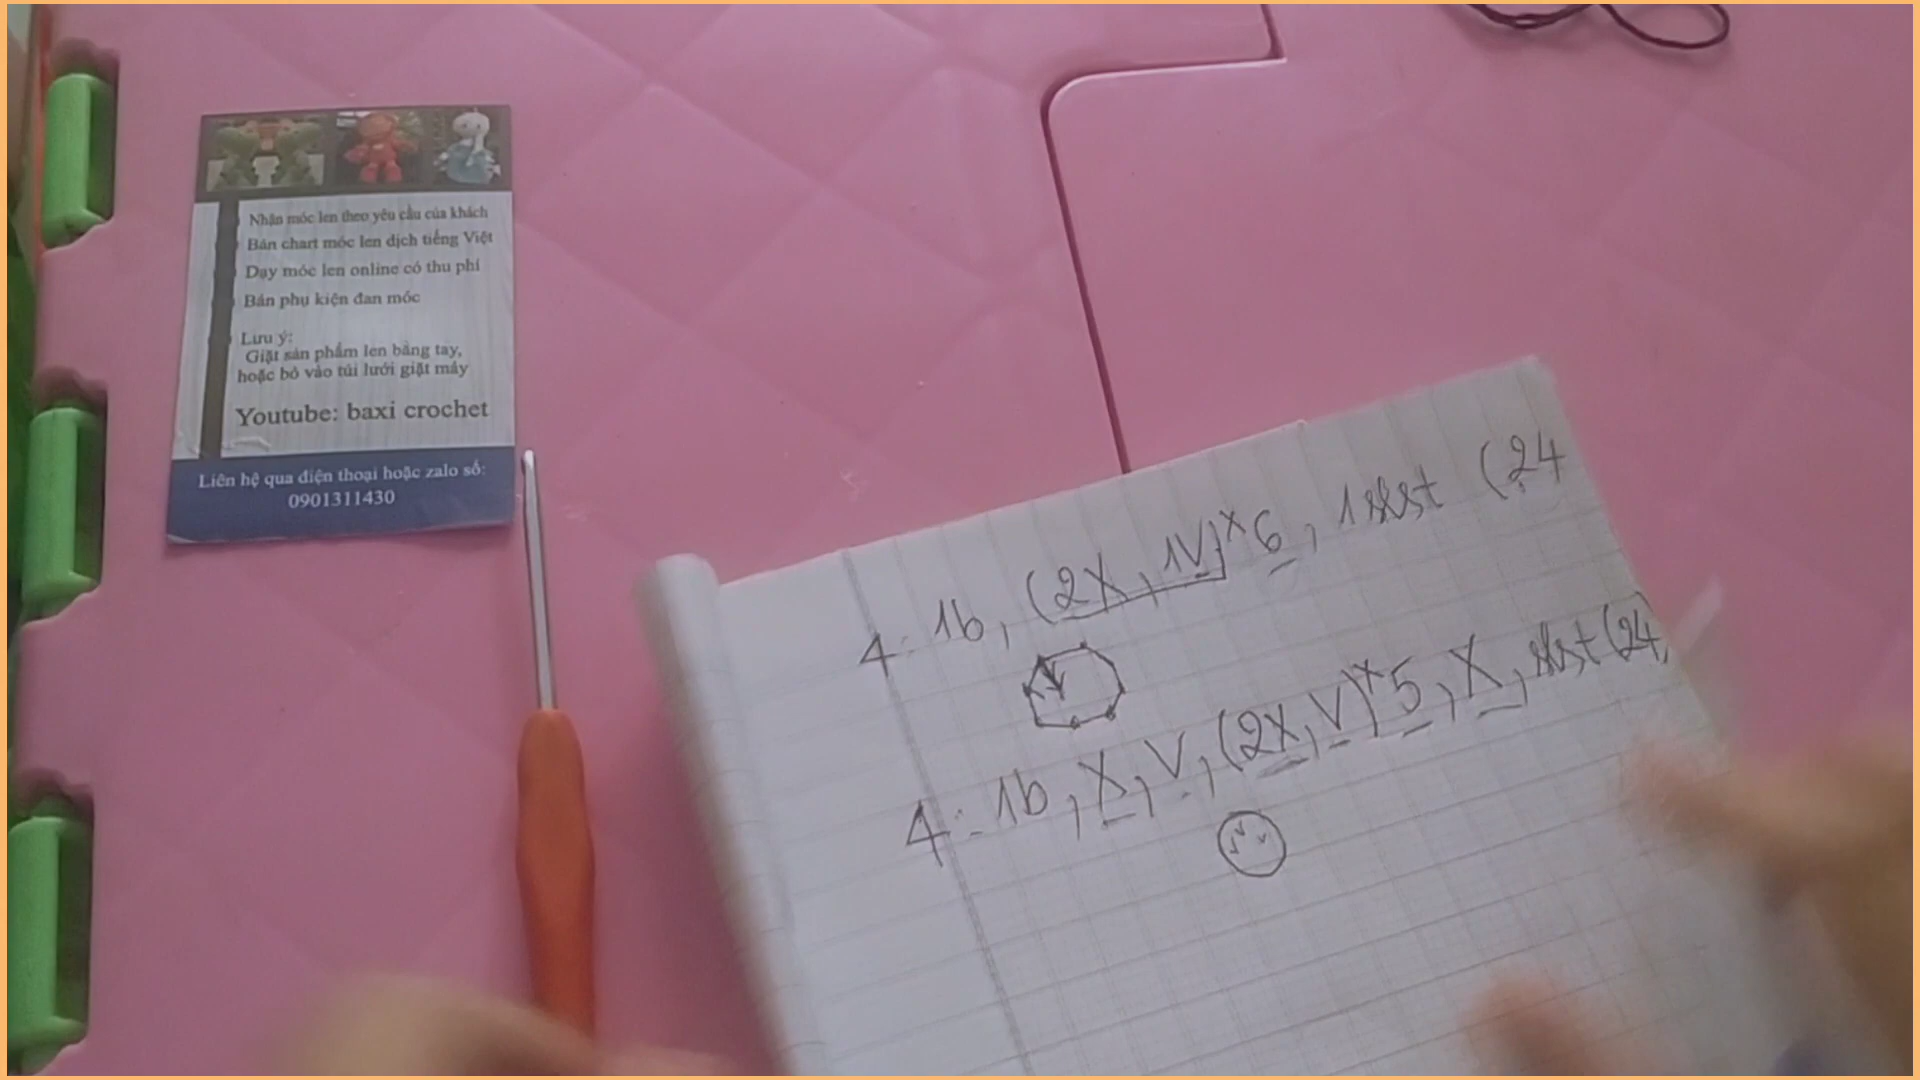 Nhận móc len theo yêu cầu của khách
Bán chart móc len dịch tiếng Việt
Dạy móc len online có thu phí
Bán phụ kiện đan móc
Lưu ý:
Giặt sản phẩm len bằng tay,
hoặc bỏ vào túi lưới giặt máy
Youtube: baxi crochet
Liên hệ qua điện thoại hoặc zalo số:
0901311430
4: 1b, (2X, 1V)x6, 1 slst (24
4: 1b, X, V, (2X, V)x5, X, slst (24)